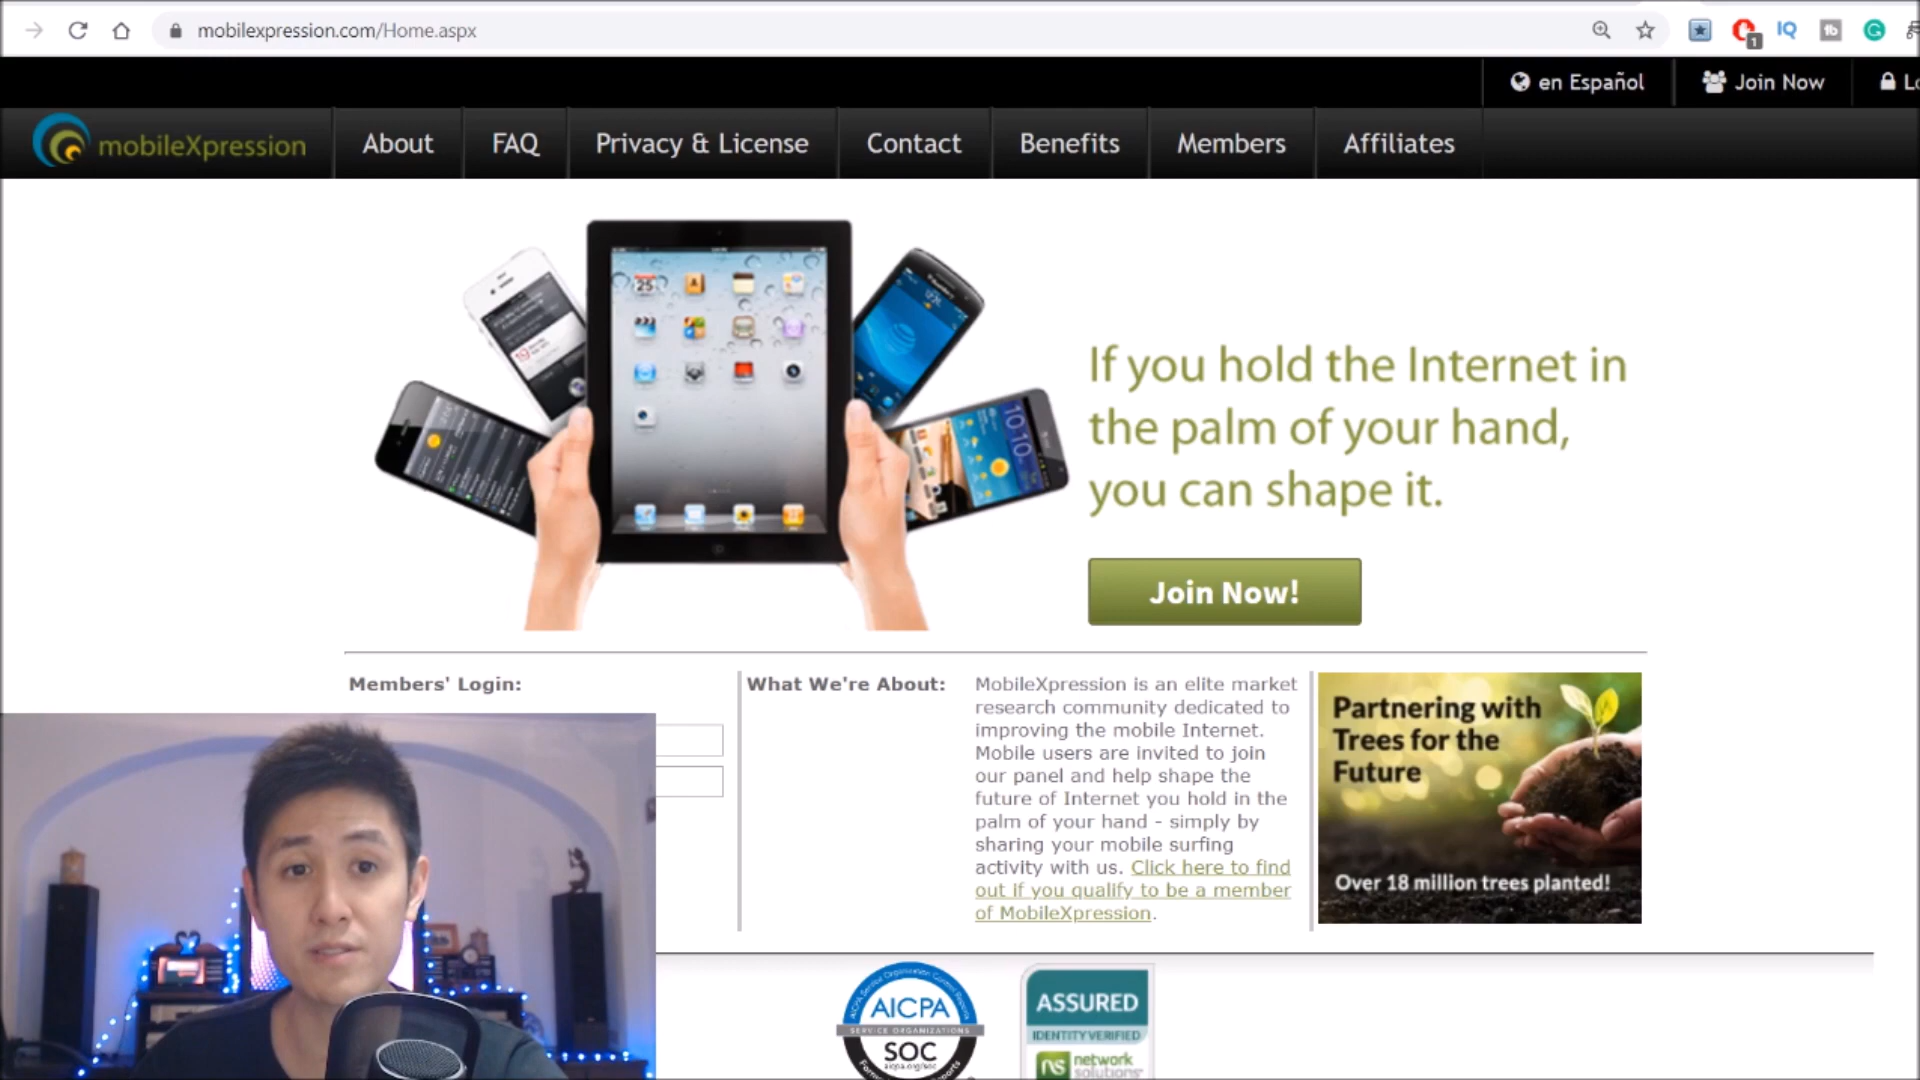 mobilexpression.com/Home.aspx
en Español
Join Now
mobileXpression
About
FAQ
Privacy & License
Contact
Benefits
Members
Affiliates
If you hold the Internet in
the palm of your hand,
you can shape it.
Join Now!
Members' Login:
What We're About:
MobileXpression is an elite market
research community dedicated to
improving the mobile Internet.
Mobile users are invited to join
our panel and help shape the
future of Internet you hold in the
palm of your hand - simply by
sharing your mobile surfing
activity with us. Click here to find
out if you qualify to be a member
of MobileXpression.
Partnering with
Trees for the
Future
Over 18 million trees planted!
AICPA
SERVICE ORGANIZATIONS
SOC
ASSURED
IDENTITY VERIFIED
network
solutions